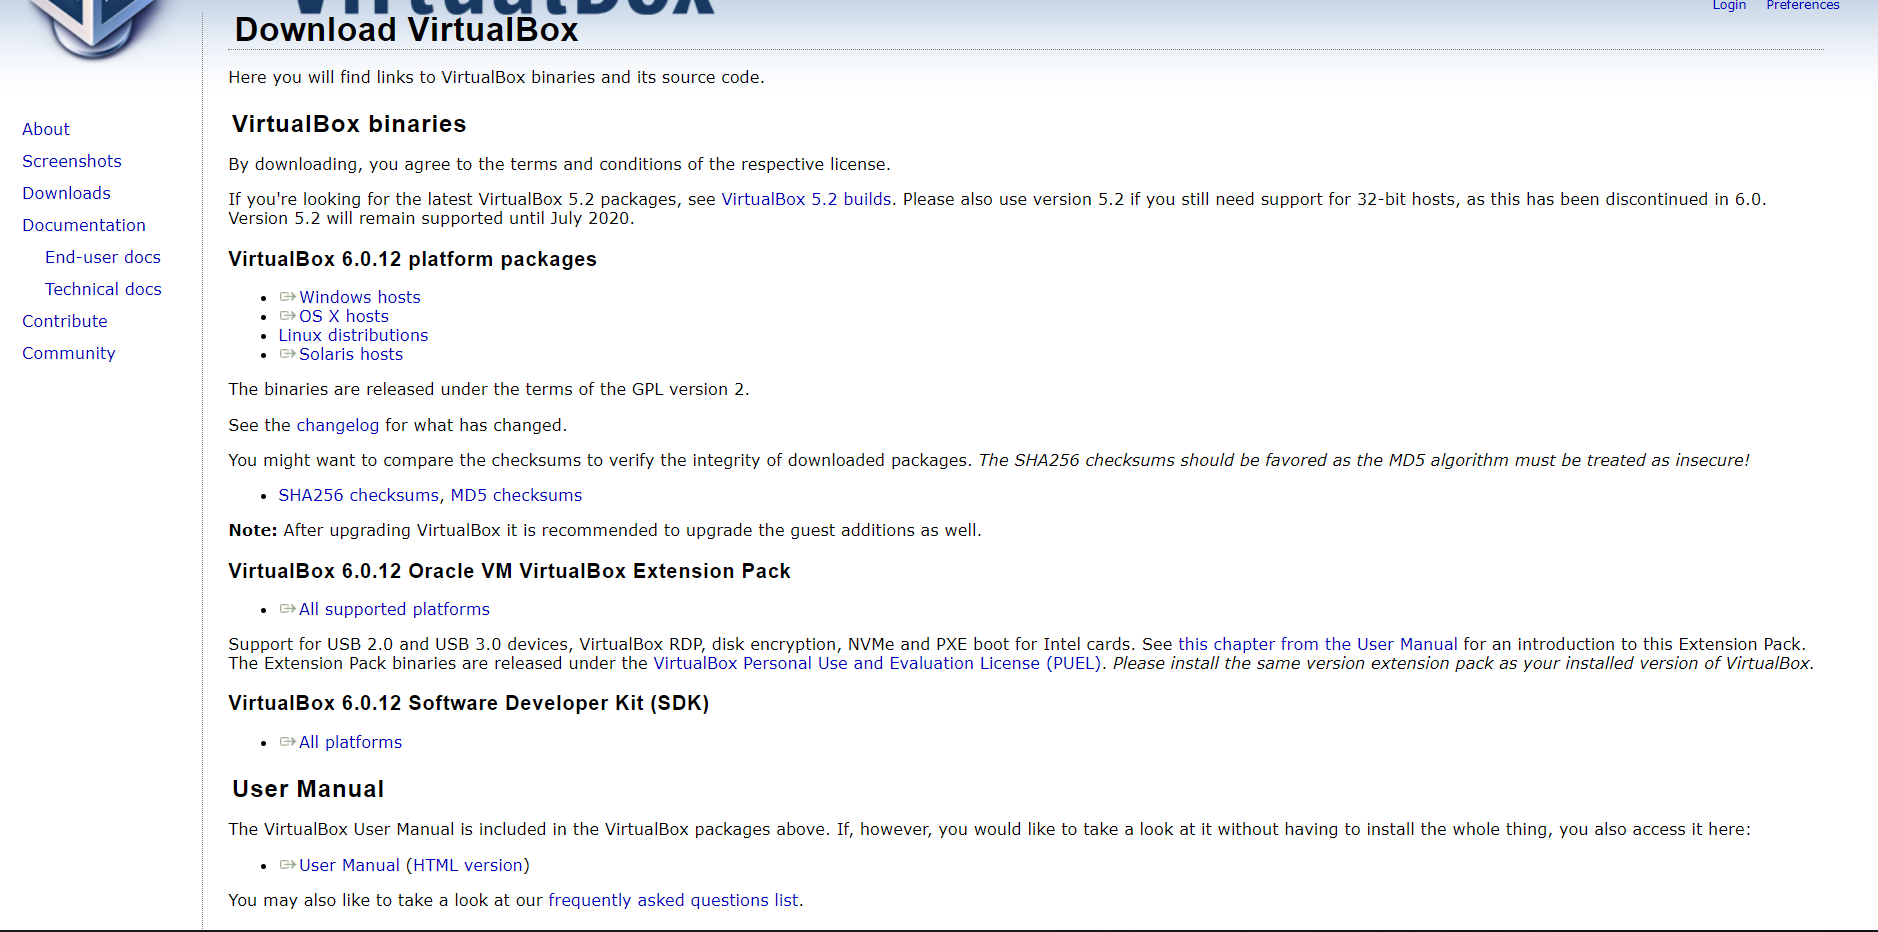 VirtualBox
Login Preferences
Download VirtualBox
Here you will find links to VirtualBox binaries and its source code.
About
Screenshots
Downloads
Documentation
End-user docs
Technical docs
Contribute
Community
VirtualBox binaries
By downloading, you agree to the terms and conditions of the respective license.
If you're looking for the latest VirtualBox 5.2 packages, see VirtualBox 5.2 builds. Please also use version 5.2 if you still need support for 32-bit hosts, as this has been discontinued in 6.0.
Version 5.2 will remain supported until July 2020.
VirtualBox 6.0.12 platform packages
Windows hosts
OS X hosts
Linux distributions
Solaris hosts
The binaries are released under the terms of the GPL version 2.
See the changelog for what has changed.
You might want to compare the checksums to verify the integrity of downloaded packages. The SHA256 checksums should be favored as the MD5 algorithm must be treated as insecure!
SHA256 checksums, MD5 checksums
Note: After upgrading VirtualBox it is recommended to upgrade the guest additions as well.
VirtualBox 6.0.12 Oracle VM VirtualBox Extension Pack
All supported platforms
Support for USB 2.0 and USB 3.0 devices, VirtualBox RDP, disk encryption, NVMe and PXE boot for Intel cards. See this chapter from the User Manual for an introduction to this Extension Pack.
The Extension Pack binaries are released under the VirtualBox Personal Use and Evaluation License (PUEL). Please install the same version extension pack as your installed version of VirtualBox.
VirtualBox 6.0.12 Software Developer Kit (SDK)
All platforms
User Manual
The VirtualBox User Manual is included in the VirtualBox packages above. If, however, you would like to take a look at it without having to install the whole thing, you also access it here:
User Manual (HTML version)
You may also like to take a look at our frequently asked questions list.